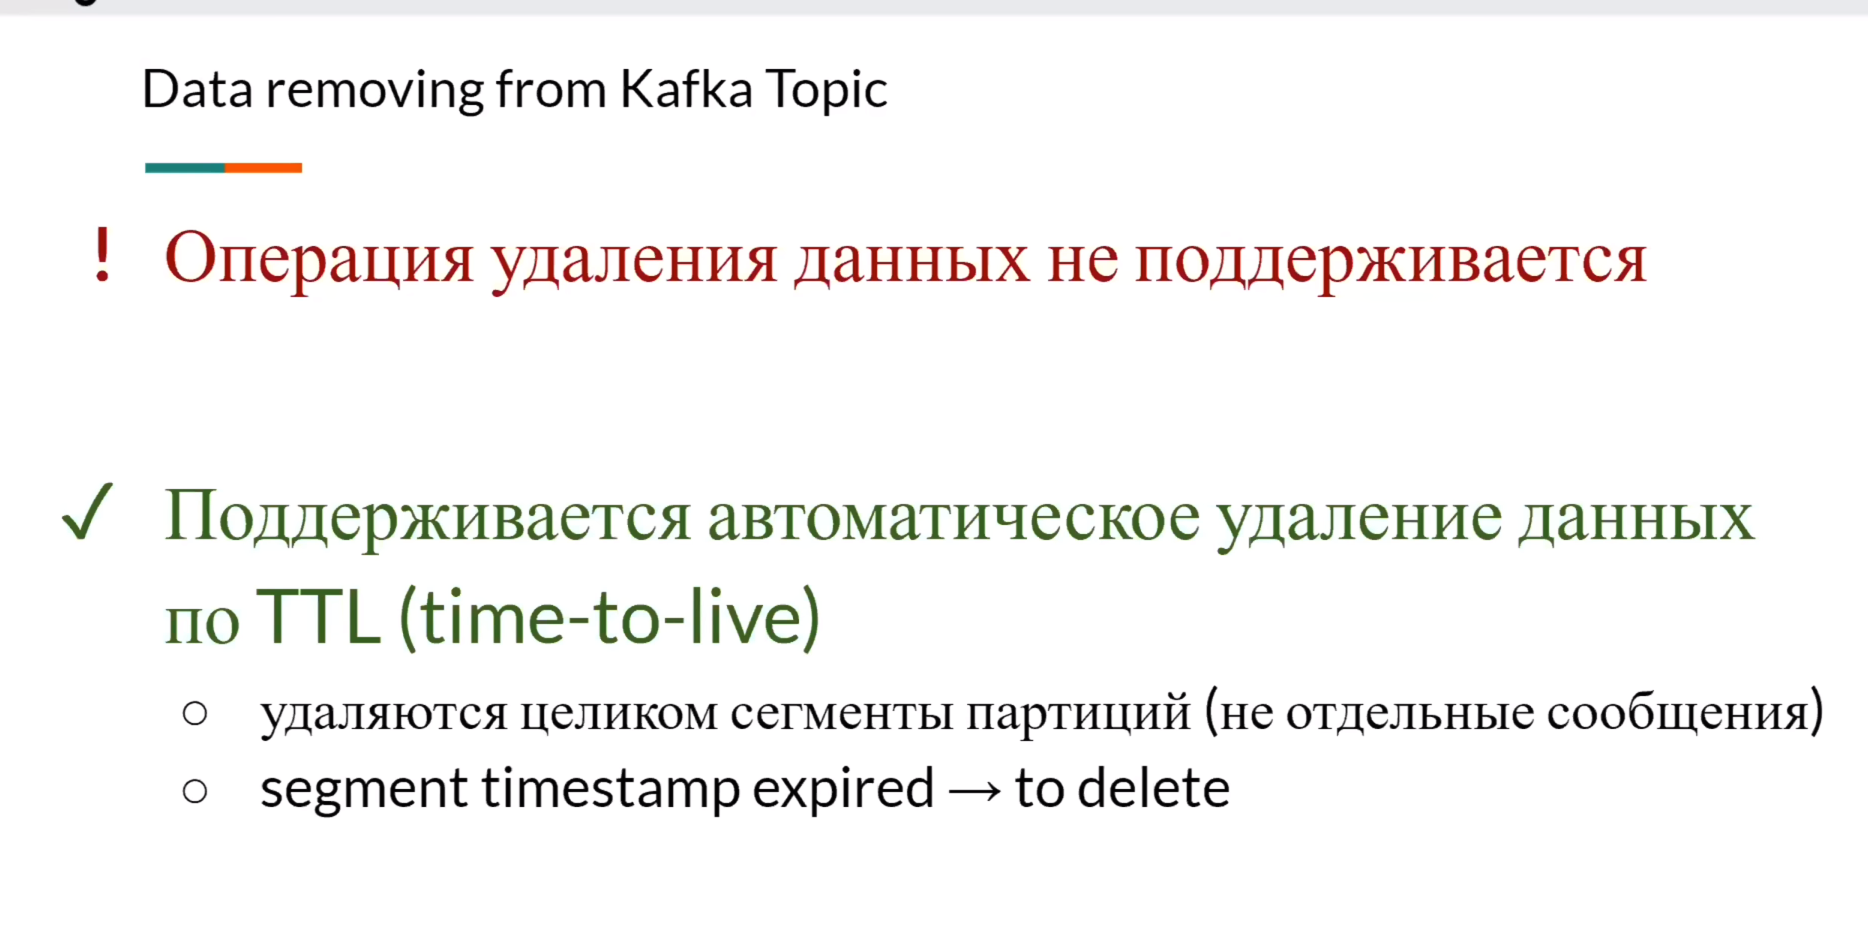 Data removing from Kafka Topic
! Операция удаления данных не поддерживается
✓ Поддерживается автоматическое удаление данных
по TTL (time-to-live)
○ удаляются целиком сегменты партиций (не отдельные сообщения)
○ segment timestamp expired → to delete